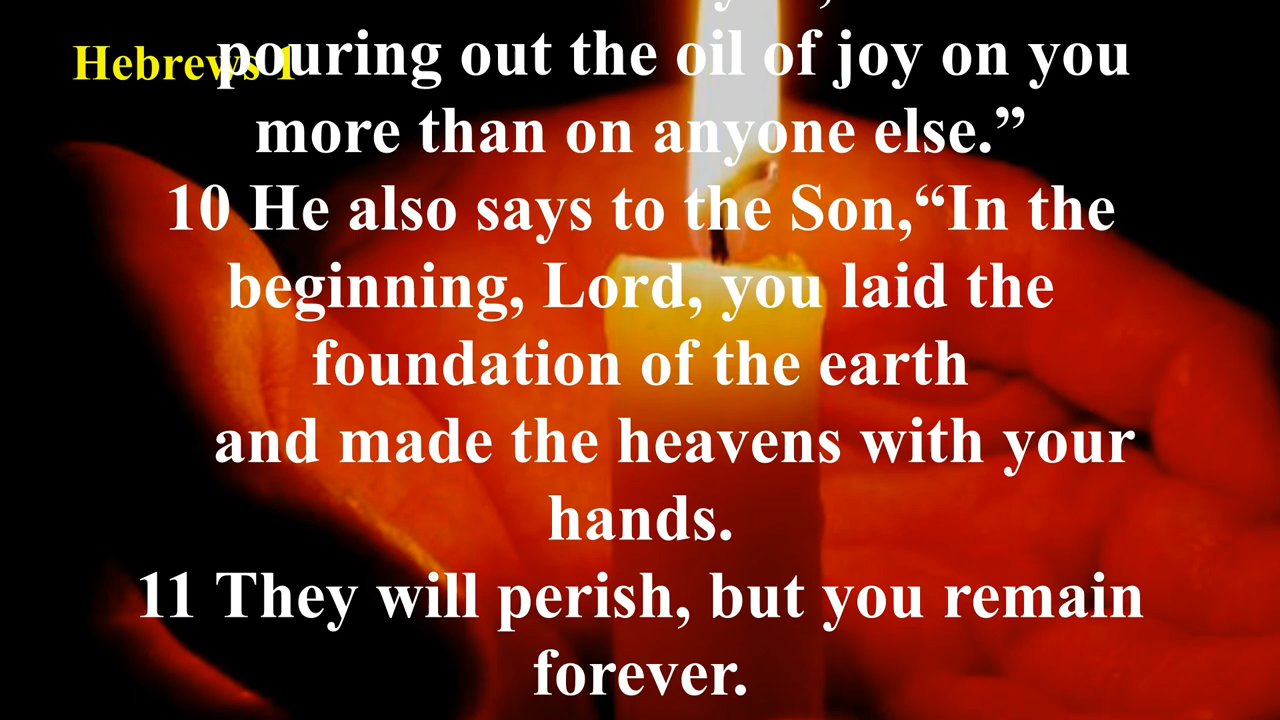 Hebrews 1
pouring out the oil of joy on you
more than on anyone else.”
10 He also says to the Son,“In the
beginning, Lord, you laid the
foundation of the earth
and made the heavens with your
hands.
11 They will perish, but you remain
forever.